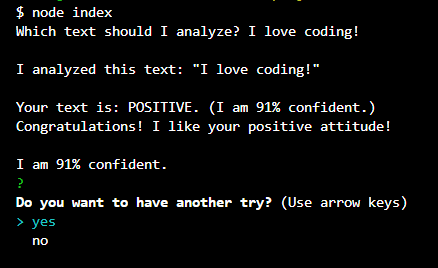 $ node index
Which text should I analyze? I love coding!
I analyzed this text: "I love coding!"
Your text is: POSITIVE. (I am 91% confident.)
Congratulations! I like your positive attitude!
I am 91% confident.
?
Do you want to have another try? (Use arrow keys)
> yes
no